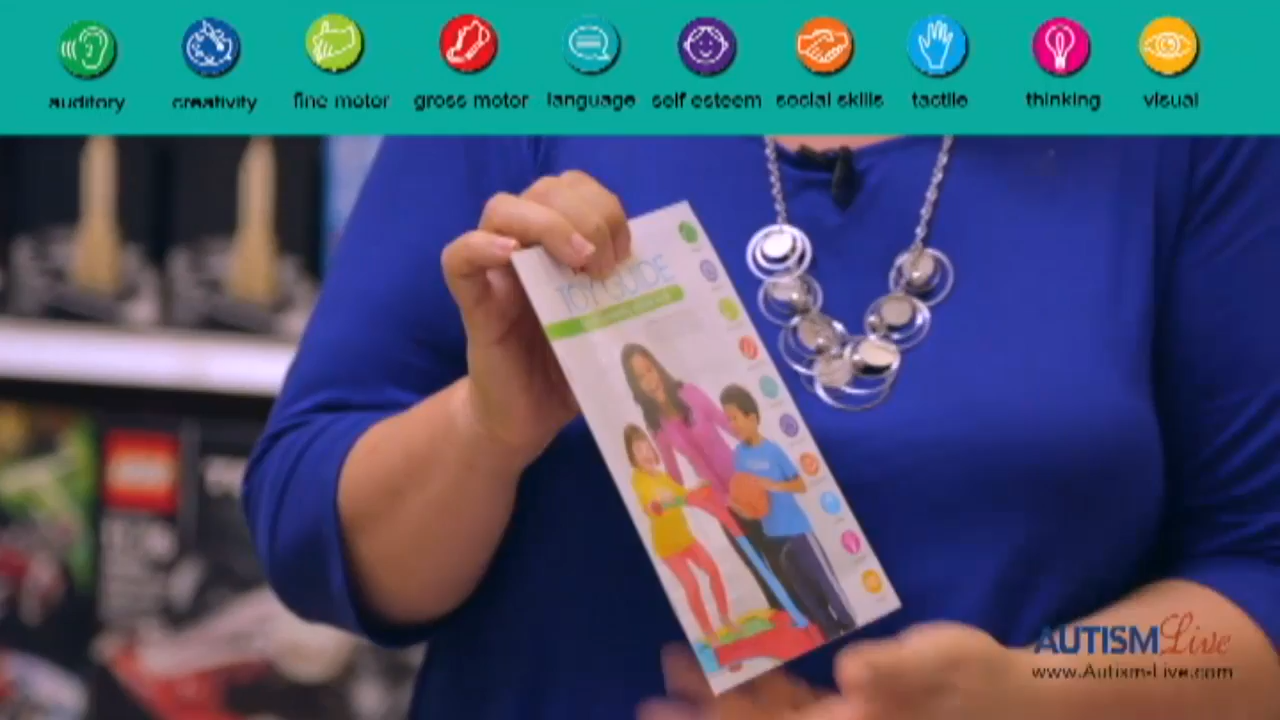 auditory creativity fine motor gross motor language self esteem social skills tactile thinking visual
TOY GUIDE
LEGO
AUTISM Live
www.Autism-Live.com